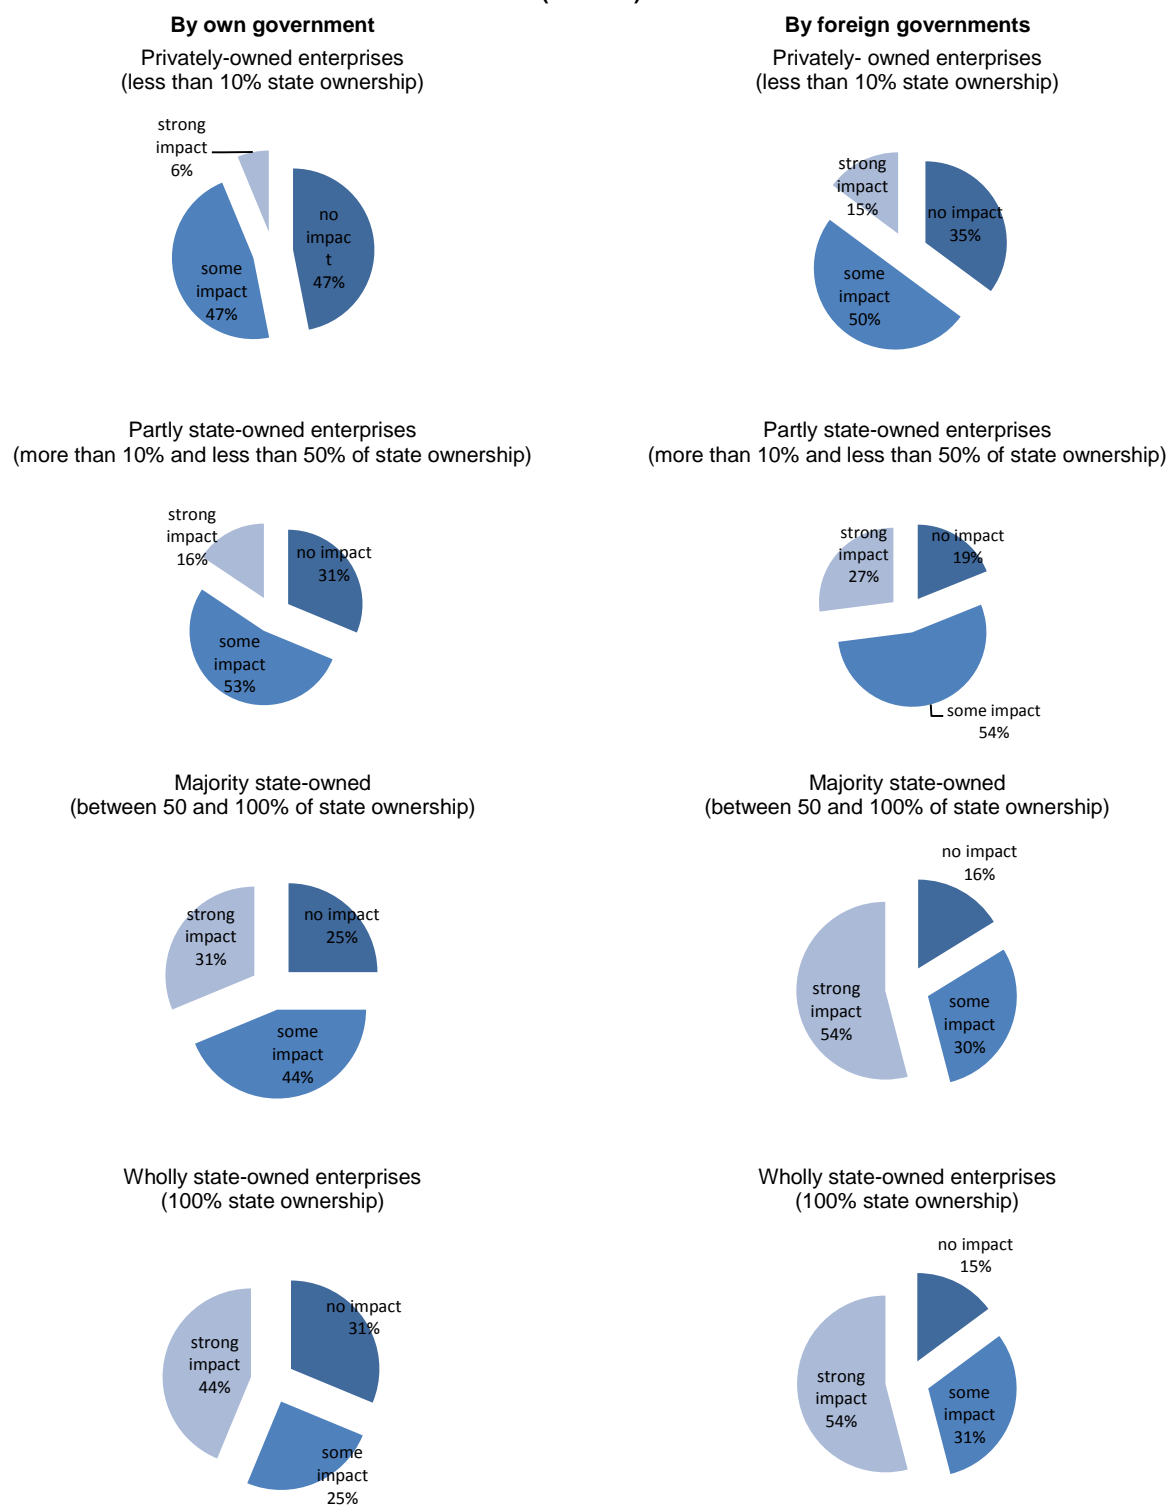 By own government
By foreign governments
Privately-owned enterprises
(less than 10% state ownership)
Privately- owned enterprises
(less than 10% state ownership)
strong
impact
6%
no
impac
t
47%
some
impact
47%
strong
impact
15%
no impact
35%
some
impact
50%
Partly state-owned enterprises
(more than 10% and less than 50% of state ownership)
Partly state-owned enterprises
(more than 10% and less than 50% of state ownership)
strong
impact
16%
no impact
31%
some
impact
53%
strong
impact
27%
no impact
19%
some impact
54%
Majority state-owned
(between 50 and 100% of state ownership)
Majority state-owned
(between 50 and 100% of state ownership)
strong
impact
31%
no impact
25%
some
impact
44%
no impact
16%
strong
impact
54%
some
impact
30%
Wholly state-owned enterprises
(100% state ownership)
Wholly state-owned enterprises
(100% state ownership)
no impact
31%
strong
impact
44%
some
impact
25%
no impact
15%
strong
impact
54%
some
impact
31%